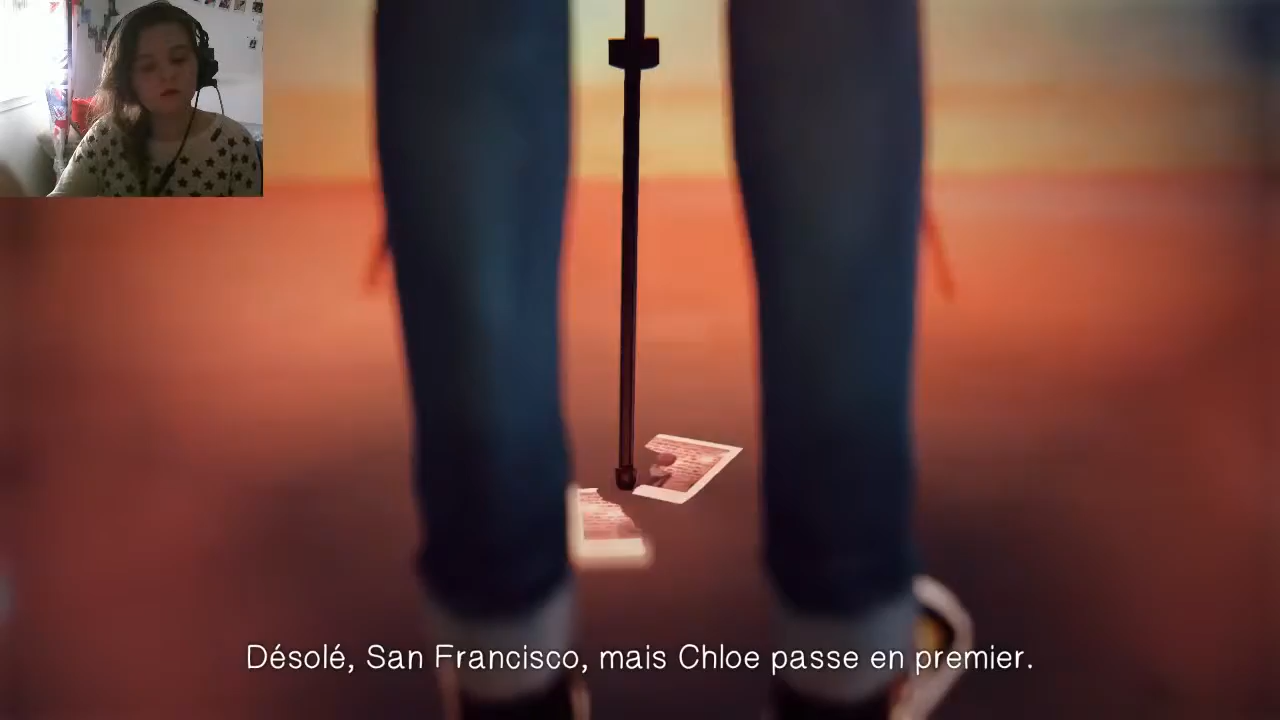 Désolé, San Francisco, mais Chloe passe en premier.